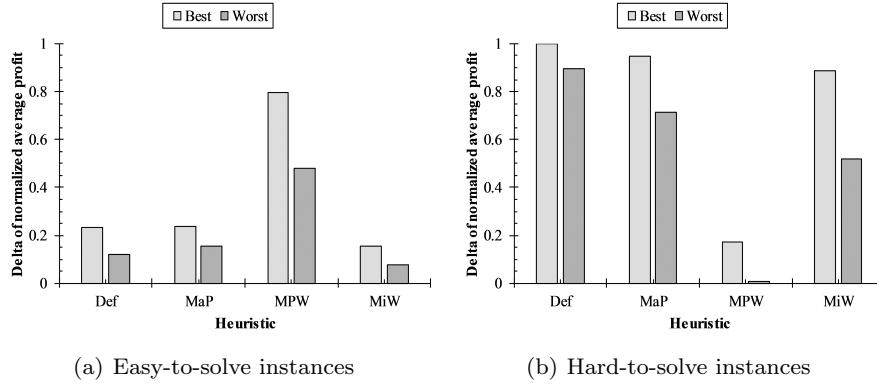 Best Worst
1
0.8
0.6
0.4
0.2
0
Delta of normalized average profit
Def MaP MPW MiW
Heuristic
(a) Easy-to-solve instances
Best Worst
1
0.8
0.6
0.4
0.2
0
Delta of normalized average profit
Def MaP MPW MiW
Heuristic
(b) Hard-to-solve instances